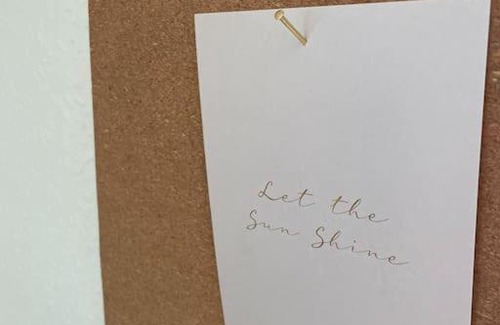 Let the
Sun Shine